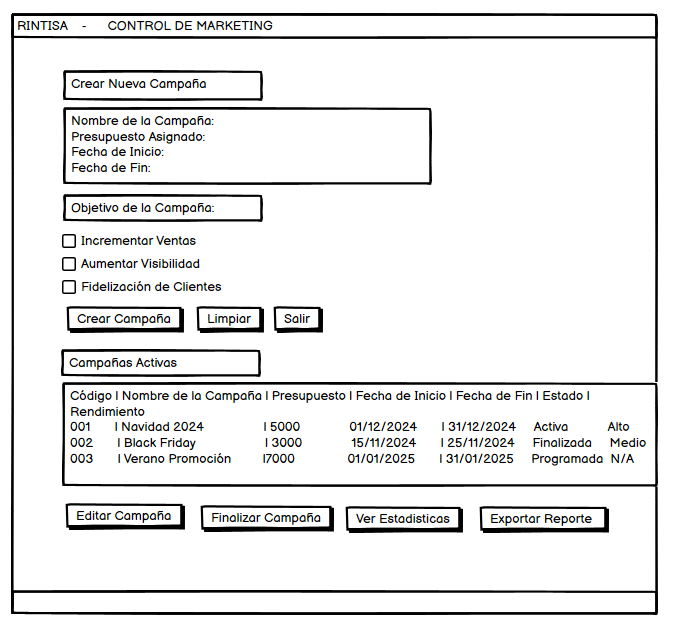 RINTISA - CONTROL DE MARKETING
Crear Nueva Campaña
Nombre de la Campaña:
Presupuesto Asignado:
Fecha de Inicio:
Fecha de Fin:
Objetivo de la Campaña:
Incrementar Ventas
Aumentar Visibilidad
Fidelización de Clientes
Crear Campaña Limpiar Salir
Campañas Activas
Código | Nombre de la Campaña | Presupuesto | Fecha de Inicio | Fecha de Fin | Estado |
Rendimiento
001 | Navidad 2024 | 5000 01/12/2024 | 31/12/2024 Activa Alto
002 | Black Friday | 3000 15/11/2024 | 25/11/2024 Finalizada Medio
003 | Verano Promoción |7000 01/01/2025 | 31/01/2025 Programada N/A
Editar Campaña Finalizar Campaña Ver Estadisticas Exportar Reporte